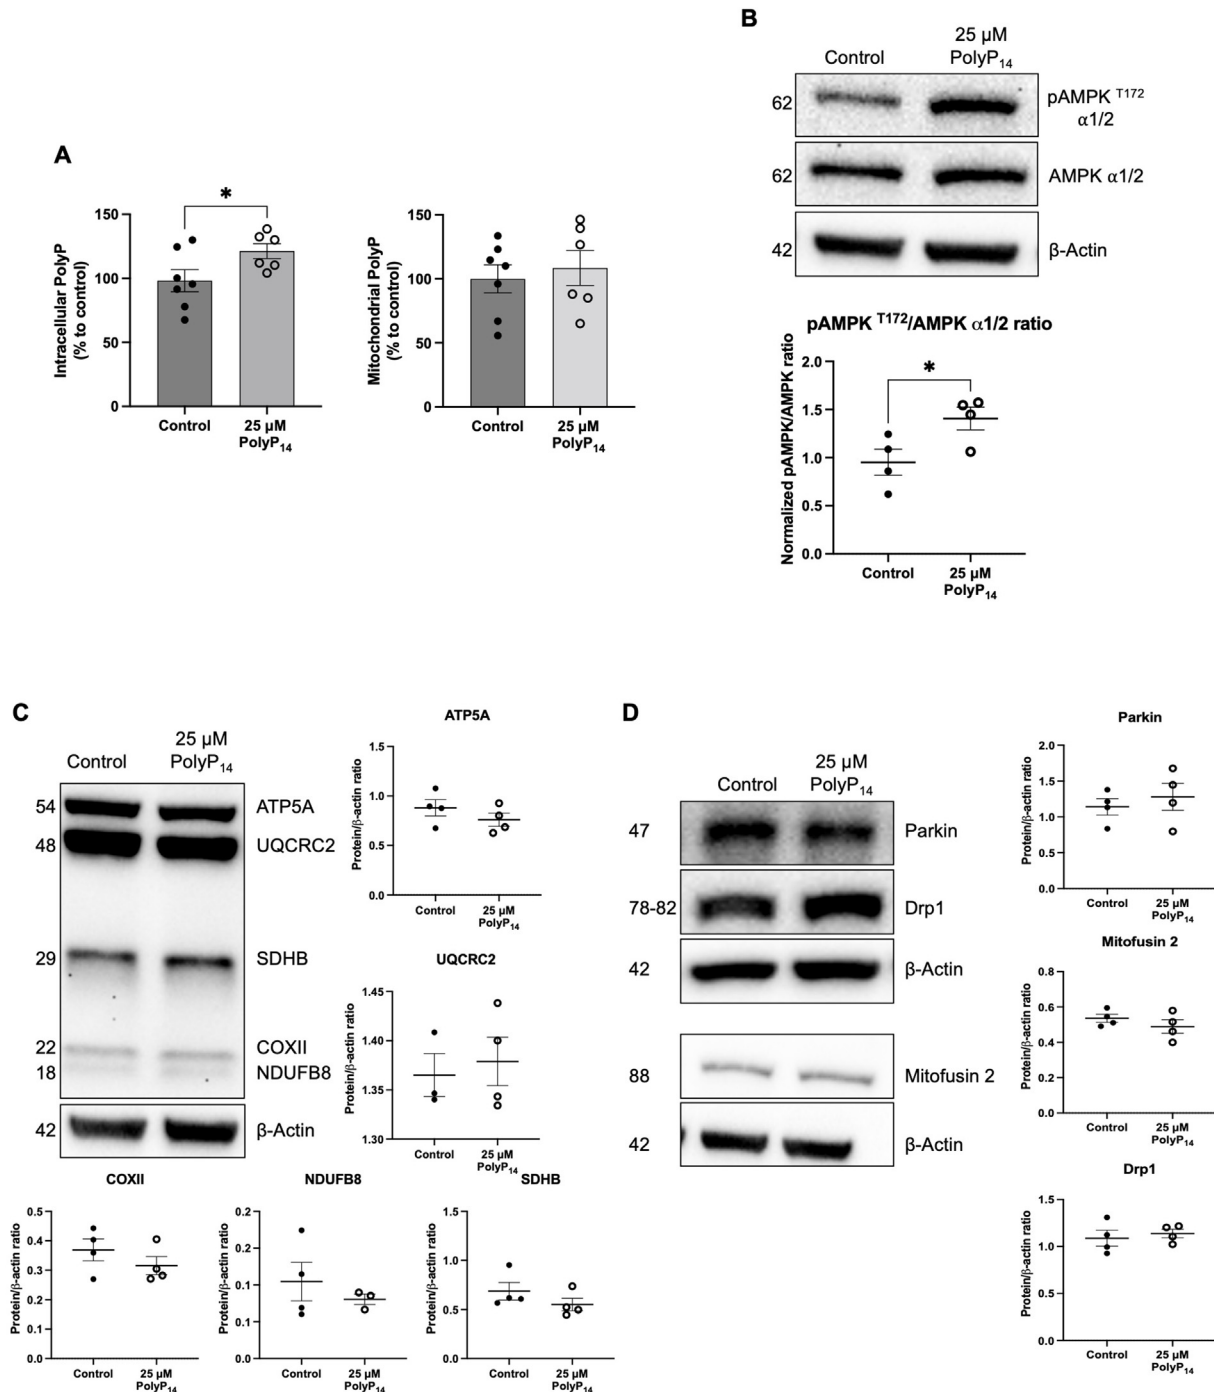 A
Intracellular PolyP
(% to control)
150
100
50
0
*
Control
25 µM
PolyP₁₄
Mitochondrial PolyP
(% to control)
150
100
50
0
Control
25 µM
PolyP₁₄
B
Control
25 µM
PolyP₁₄
62
pAMPK ᵀ¹⁷²
α1/2
62
AMPK α1/2
42
β-Actin
pAMPK ᵀ¹⁷²/AMPK α1/2 ratio
Normalized pAMPK/AMPK ratio
2.0
1.5
1.0
0.5
0.0
*
Control
25 µM
PolyP₁₄
C
Control
25 µM
PolyP₁₄
54
ATP5A
48
UQCRC2
29
SDHB
22
COXII
18
NDUFB8
42
β-Actin
ATP5A
Protein/β-actin ratio
1.5
1.0
0.5
0.0
Control
25 µM
PolyP₁₄
UQCRC2
Protein/β-actin ratio
1.45
1.40
1.35
1.30
Control
25 µM
PolyP₁₄
COXII
Protein/β-actin ratio
0.5
0.4
0.3
0.2
0.1
0.0
Control
25 µM
PolyP₁₄
NDUFB8
Protein/β-actin ratio
0.2
0.2
0.1
0.1
0.0
Control
25 µM
PolyP₁₄
SDHB
Protein/β-actin ratio
1.5
1.0
0.5
0.0
Control
25 µM
PolyP₁₄
D
Control
25 µM
PolyP₁₄
47
Parkin
78-82
Drp1
42
β-Actin
88
Mitofusin 2
42
β-Actin
Parkin
Protein/β-actin ratio
2.0
1.5
1.0
0.5
0.0
Control
25 µM
PolyP₁₄
Mitofusin 2
Protein/β-actin ratio
0.8
0.6
0.4
0.2
0.0
Control
25 µM
PolyP₁₄
Drp1
Protein/β-actin ratio
1.5
1.0
0.5
0.0
Control
25 µM
PolyP₁₄